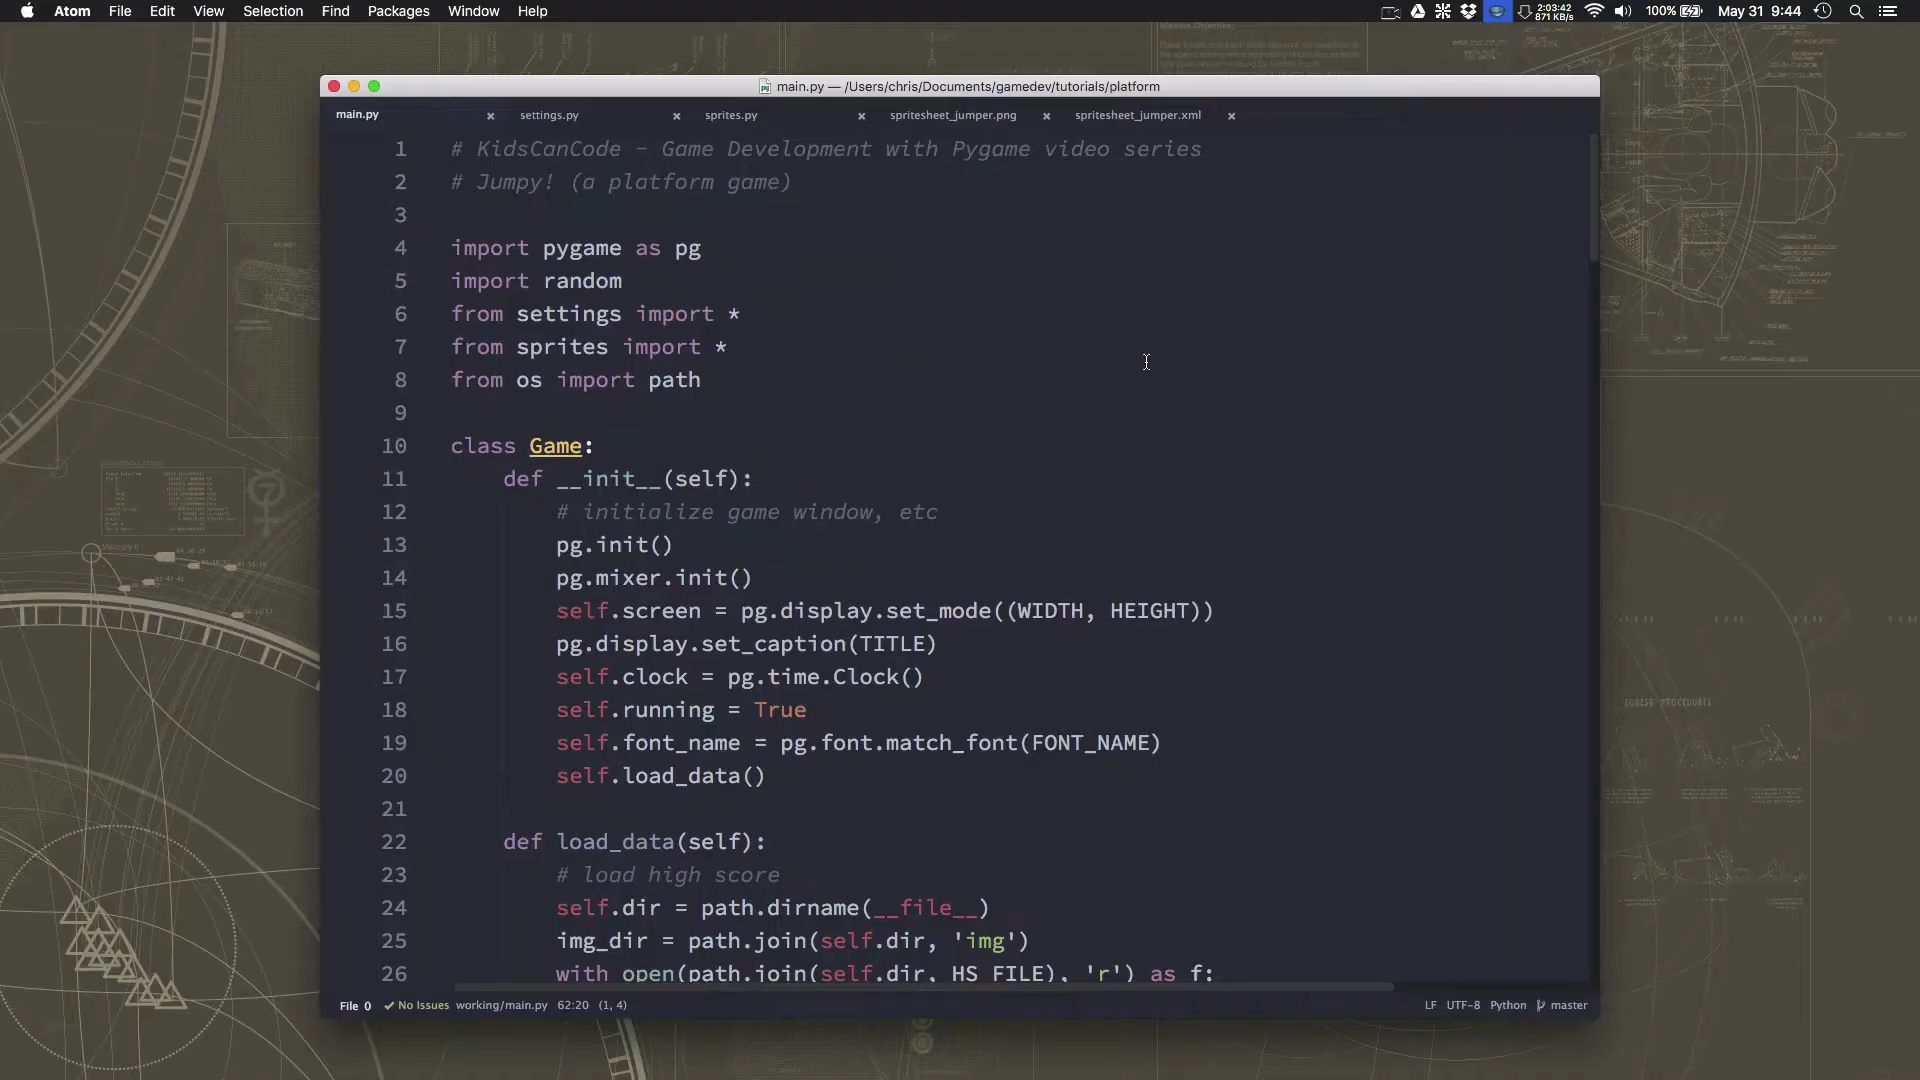 Atom File Edit View Selection Find Packages Window Help
2:03:42
871 KB/s
100% May 31 9:44
main.py — /Users/chris/Documents/gamedev/tutorials/platform
main.py × settings.py × sprites.py × spritesheet_jumper.png × spritesheet_jumper.xml ×
1 # KidsCanCode - Game Development with Pygame video series
2 # Jumpy! (a platform game)
3
4 import pygame as pg
5 import random
6 from settings import *
7 from sprites import *
8 from os import path
9
10 class Game:
11 def __init__(self):
12 # initialize game window, etc
13 pg.init()
14 pg.mixer.init()
15 self.screen = pg.display.set_mode((WIDTH, HEIGHT))
16 pg.display.set_caption(TITLE)
17 self.clock = pg.time.Clock()
18 self.running = True
19 self.font_name = pg.font.match_font(FONT_NAME)
20 self.load_data()
21
22 def load_data(self):
23 # load high score
24 self.dir = path.dirname(__file__)
25 img_dir = path.join(self.dir, 'img')
26 with open(path.join(self.dir, HS_FILE), 'r') as f:
File 0 ✓ No Issues working/main.py 62:20 (1, 4) LF UTF-8 Python master